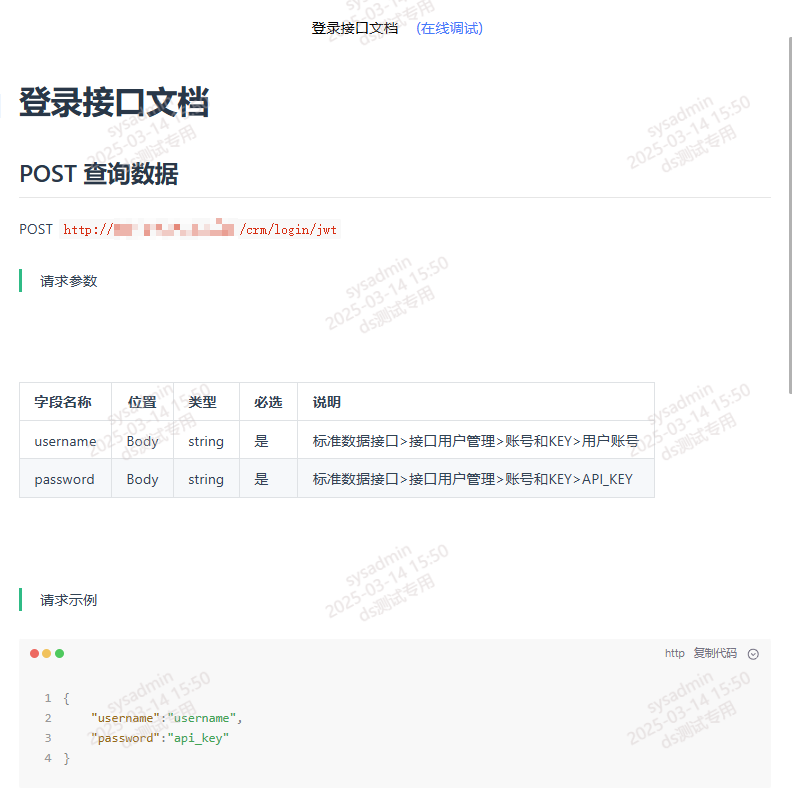 登录接口文档 (在线调试)
登录接口文档
POST 查询数据
POST http:// /crm/login/jwt
请求参数
字段名称 位置 类型 必选 说明
username Body string 是 标准数据接口>接口用户管理>账号和KEY>用户账号
password Body string 是 标准数据接口>接口用户管理>账号和KEY>API_KEY
请求示例
http 复制代码
1 {
2 "username":"username",
3 "password":"api_key"
4 }
sysadmin
2025-03-14 15:50
ds测试专用